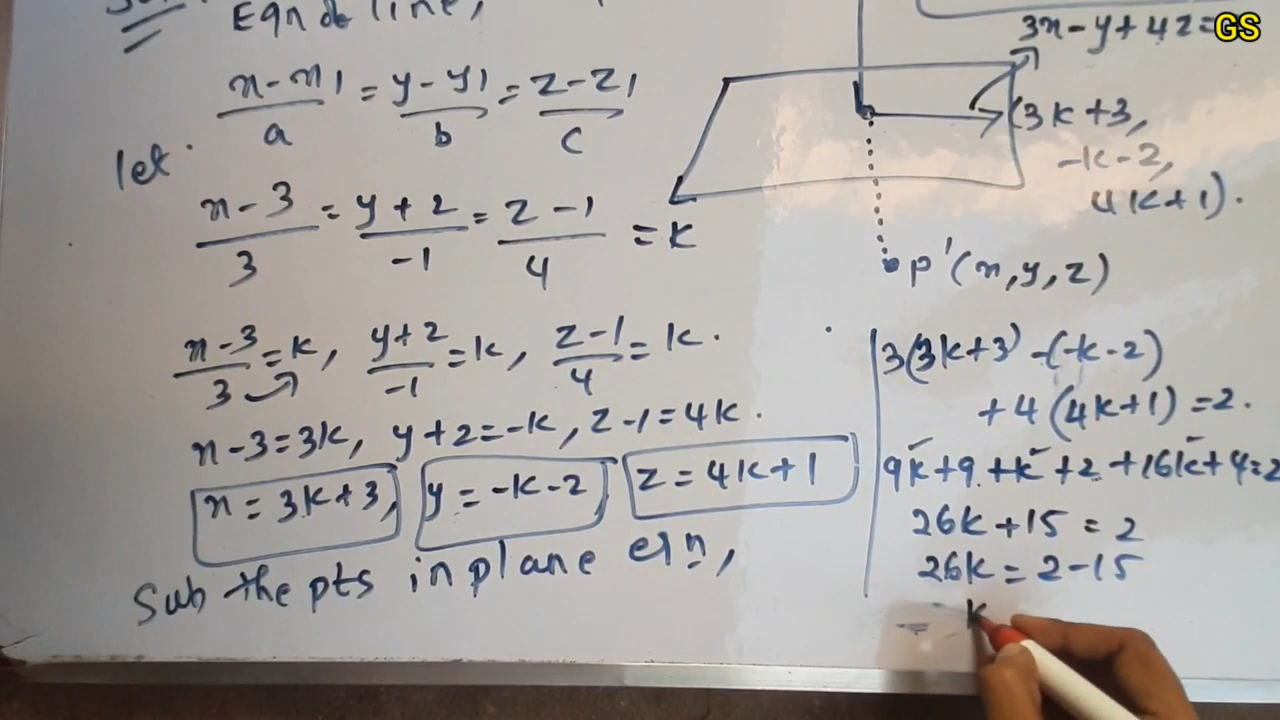 Eqn of line,
x-x1/a = y-y1/b = z-z1/c
let
x-3/3 = y+2/-1 = z-1/4 = k
x-3/3 = k, y+2/-1 = k, z-1/4 = k.
x-3=3k, y+2=-k, z-1=4k.
x = 3k+3, y = -k-2 z = 4k+1
Sub the pts in plane eqn,
GS
3x-y+4z=
(3k+3,
-k-2,
4k+1).
P'(x,y,z)
3(3k+3)-(-k-2)
+4(4k+1)=2.
9k+9+k+2+16k+4=2
26k+15=2
26k=2-15
k